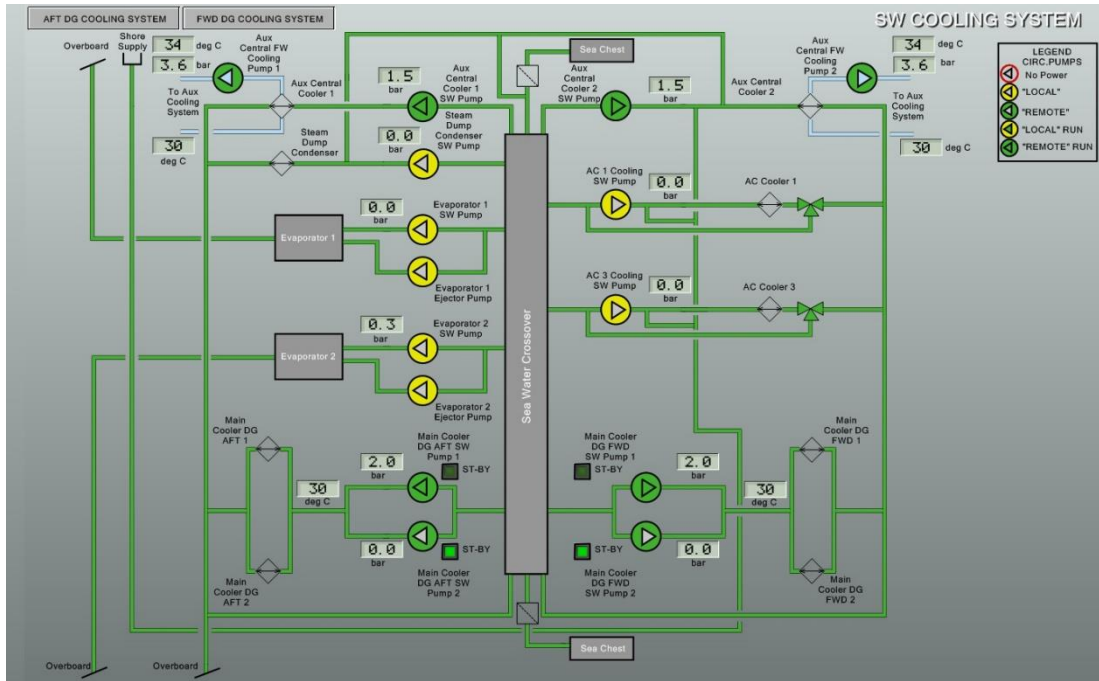 AFT DG COOLING SYSTEM
FWD DG COOLING SYSTEM
SW COOLING SYSTEM
Overboard
Shore
Supply
34
deg C
3.6
bar
Aux
Central FW
Cooling
Pump 1
To Aux
Cooling
System
30
deg C
Aux Central
Cooler 1
Steam
Dump
Condenser
1.5
bar
Aux
Central
Cooler 1
SW Pump
0.0
bar
Steam
Dump
Condenser
SW Pump
Sea Chest
Aux
Central
Cooler 2
SW Pump
1.5
bar
Aux Central
Cooler 2
Aux
Central FW
Cooling
Pump 2
34
deg C
3.6
bar
To Aux
Cooling
System
30
deg C
LEGEND
CIRC.PUMPS
No Power
"LOCAL"
"REMOTE"
"LOCAL" RUN
"REMOTE" RUN
Evaporator 1
0.0
bar
Evaporator 1
SW Pump
Evaporator 1
Ejector Pump
Evaporator 2
0.3
bar
Evaporator 2
SW Pump
Evaporator 2
Ejector Pump
Sea Water Crossover
AC 1 Cooling
SW Pump
0.0
bar
AC Cooler 1
AC 3 Cooling
SW Pump
0.0
bar
AC Cooler 3
Main
Cooler DG
AFT 1
30
deg C
2.0
bar
Main Cooler
DG AFT SW
Pump 1
ST-BY
0.0
bar
ST-BY
Main Cooler
DG AFT SW
Pump 2
Main
Cooler DG
AFT 2
Main Cooler
DG FWD
SW Pump 1
ST-BY
2.0
bar
ST-BY
0.0
bar
Main Cooler
DG FWD
SW Pump 2
30
deg C
Main
Cooler DG
FWD 1
Main
Cooler DG
FWD 2
Sea Chest
Overboard
Overboard